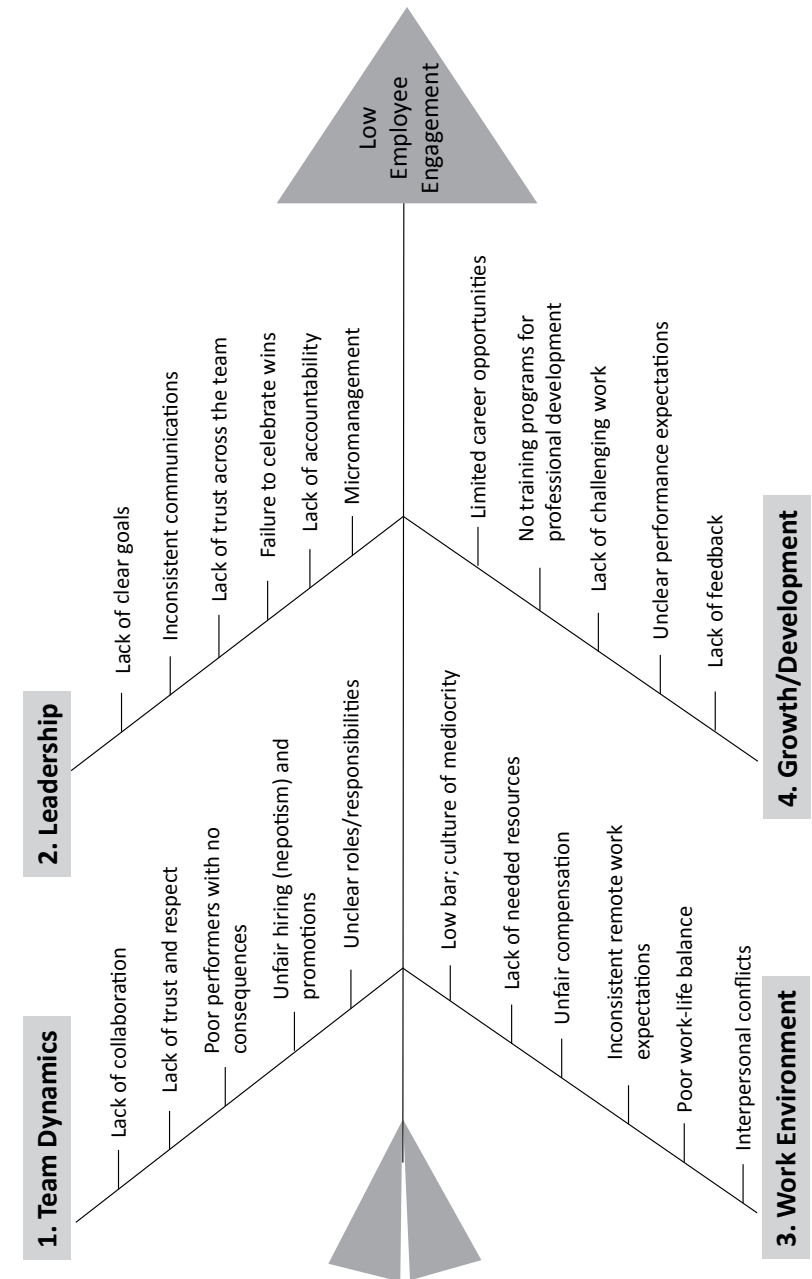 1. Team Dynamics
Lack of collaboration
Lack of trust and respect
Poor performers with no
consequences
Unfair hiring (nepotism) and
promotions
Unclear roles/responsibilities
2. Leadership
Lack of clear goals
Inconsistent communications
Lack of trust across the team
Failure to celebrate wins
Lack of accountability
Micromanagement
3. Work Environment
Low bar; culture of mediocrity
Lack of needed resources
Unfair compensation
Inconsistent remote work
expectations
Poor work-life balance
Interpersonal conflicts
4. Growth/Development
Limited career opportunities
No training programs for
professional development
Lack of challenging work
Unclear performance expectations
Lack of feedback
Low
Employee
Engagement